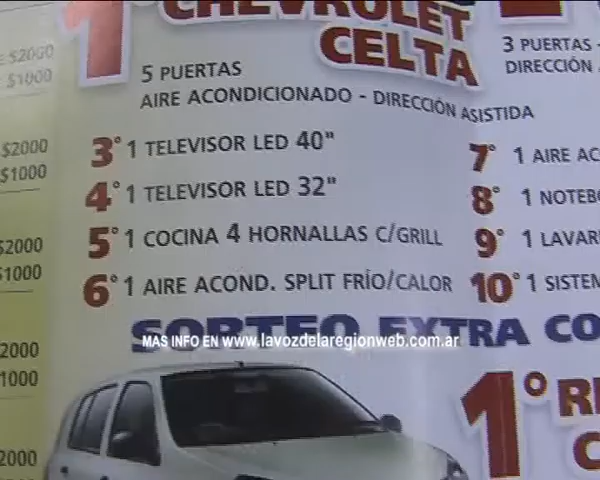 1° CHEVROLET
CELTA
5 PUERTAS
AIRE ACONDICIONADO - DIRECCIÓN ASISTIDA
3 PUERTAS -
DIRECCIÓN
$2000
$1000
3° 1 TELEVISOR LED 40"
4° 1 TELEVISOR LED 32"
5° 1 COCINA 4 HORNALLAS C/GRILL
6° 1 AIRE ACOND. SPLIT FRÍO/CALOR
7° 1 AIRE
8° 1
9° 1
10° 1
$2000
$1000
$2000
$1000
2000
1000
2000
SORTEO EXTRA
MAS INFO EN www.lavozdelaregionweb.com.ar
1°